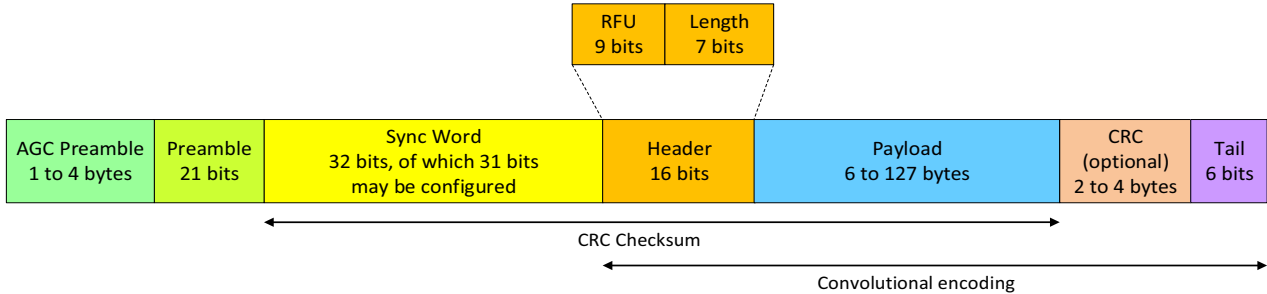 RFU
9 bits
Length
7 bits
AGC Preamble
1 to 4 bytes
Preamble
21 bits
Sync Word
32 bits, of which 31 bits
may be configured
Header
16 bits
Payload
6 to 127 bytes
CRC
(optional)
2 to 4 bytes
Tail
6 bits
CRC Checksum
Convolutional encoding